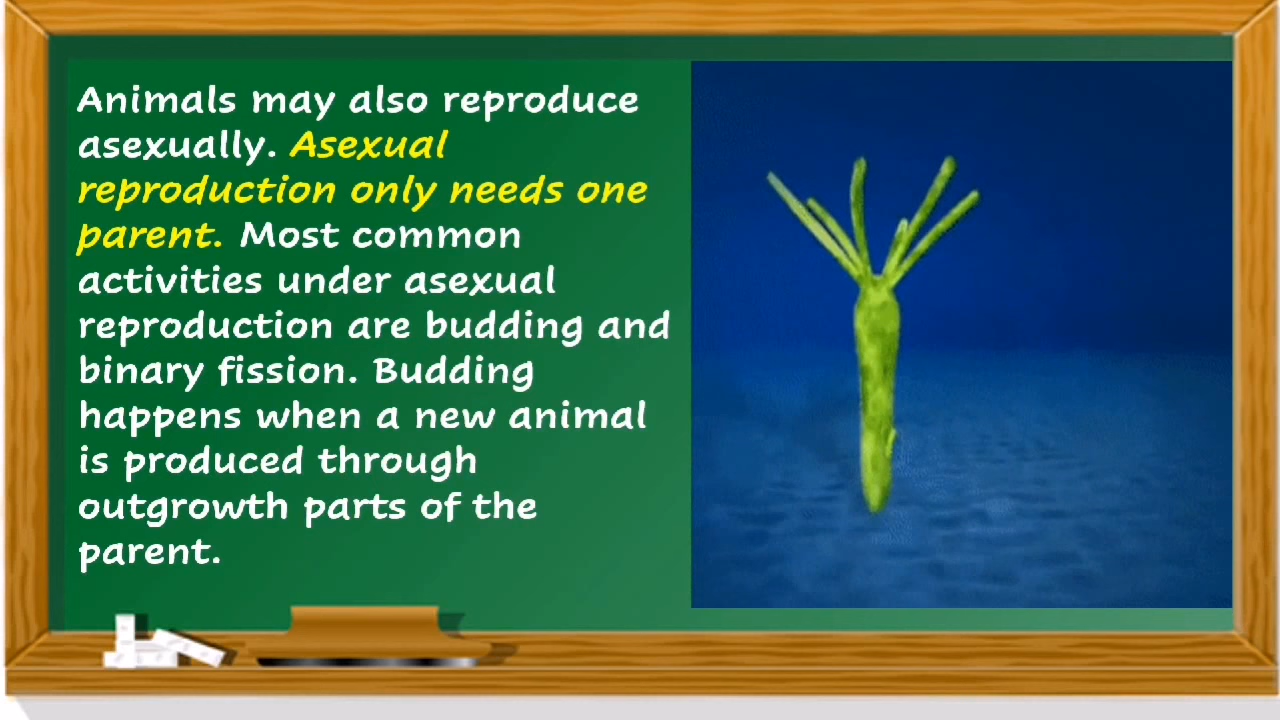 Animals may also reproduce
asexually. Asexual
reproduction only needs one
parent. Most common
activities under asexual
reproduction are budding and
binary fission. Budding
happens when a new animal
is produced through
outgrowth parts of the
parent.